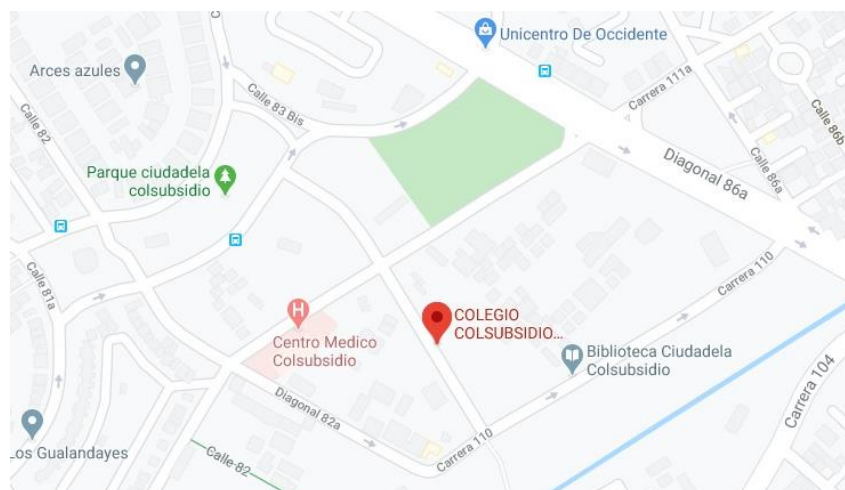 Unicentro De Occidente
Arces azules
Carrera 111a
Calle 83 Bis
Calle 82
Calle 86b
Diagonal 86a
Calle 86a
Parque ciudadela
colsubsidio
Carrera 110
Calle 81a
H
COLEGIO
COLSUBSIDIO...
Centro Medico
Colsubsidio
Biblioteca Ciudadela
Colsubsidio
Carrera 104
Diagonal 82a
Los Gualandayes
Calle 82
Carrera 110